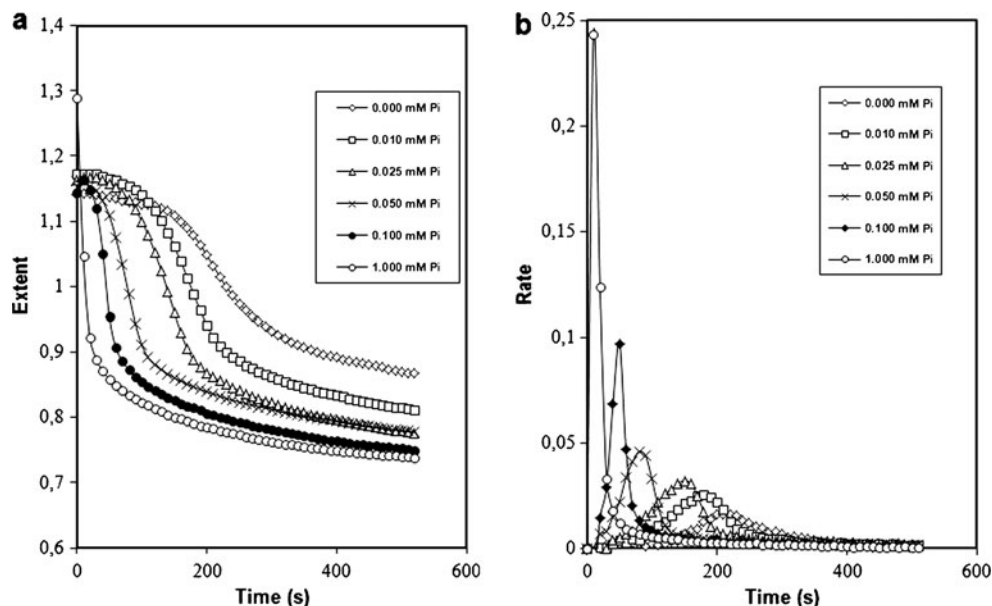 a
1,4
1,3
1,2
1,1
1
0,9
0,8
0,7
0,6
Extent
0.000 mM Pi
0.010 mM Pi
0.025 mM Pi
0.050 mM Pi
0.100 mM Pi
1.000 mM Pi
0
200
400
600
Time (s)
b
0,25
0,2
0,15
0,1
0,05
0
Rate
0.000 mM Pi
0.010 mM Pi
0.025 mM Pi
0.050 mM Pi
0.100 mM Pi
1.000 mM Pi
0
200
400
600
Time (s)